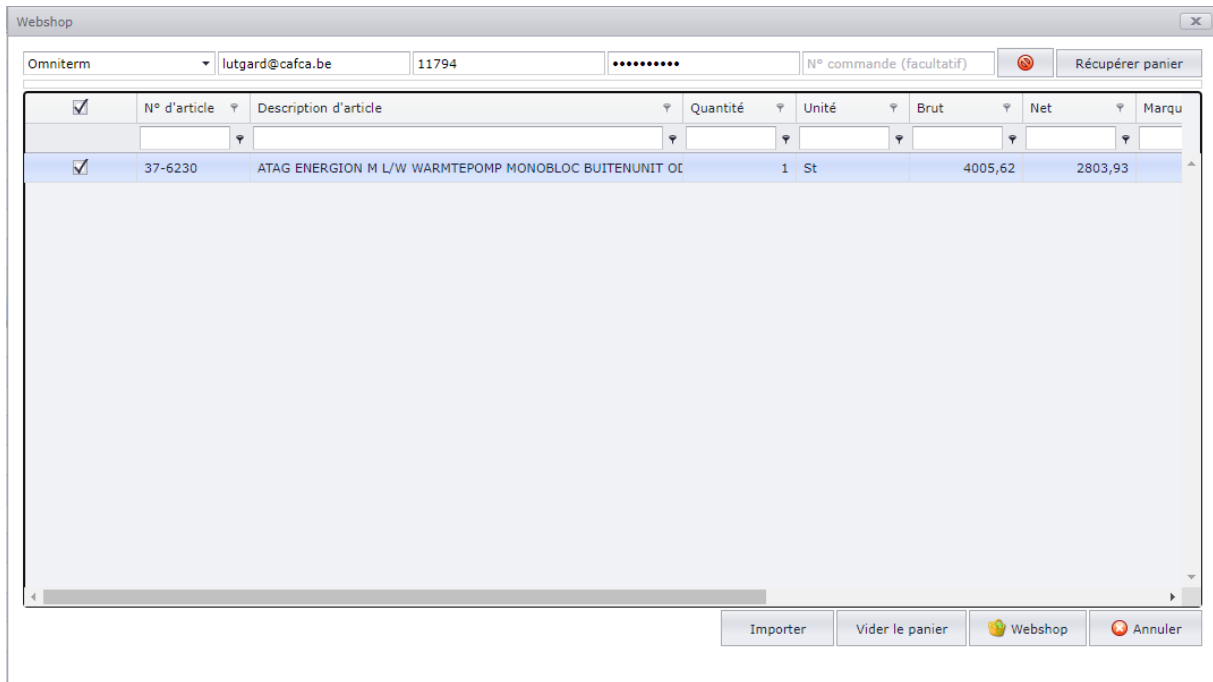 Webshop
Omniterm lutgard@cafca.be 11794 •••••••••• N° commande (facultatif) Récupérer panier
N° d'article Description d'article Quantité Unité Brut Net Marqu
37-6230 ATAG ENERGION M L/W WARMTEPOMP MONOBLOC BUITENUNIT OD 1 St 4005,62 2803,93
Importer Vider le panier Webshop Annuler